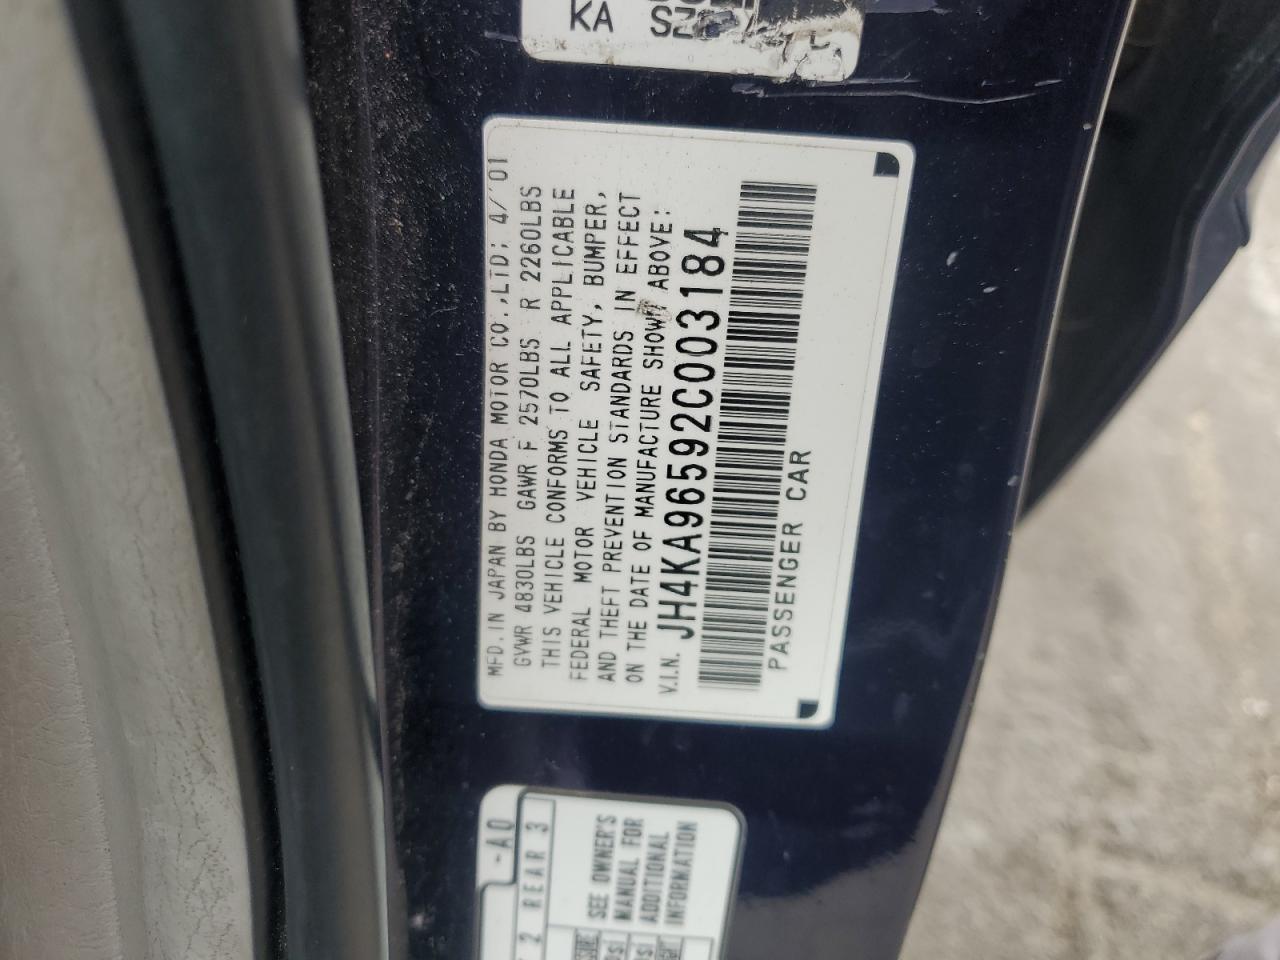 KA
MFD. IN JAPAN BY HONDA MOTOR CO.,LTD; 4/'01
GVWR 4830LBS GAWR F 2570LBS R 2260LBS
THIS VEHICLE CONFORMS TO ALL APPLICABLE
FEDERAL MOTOR VEHICLE SAFETY, BUMPER,
AND THEFT PREVENTION STANDARDS IN EFFECT
ON THE DATE OF MANUFACTURE SHOWN ABOVE:
V.I.N. JH4KA96592C003184
PASSENGER CAR
-A0
2 REAR 3
SEE OWNER'S
MANUAL FOR
ADDITIONAL
INFORMATION